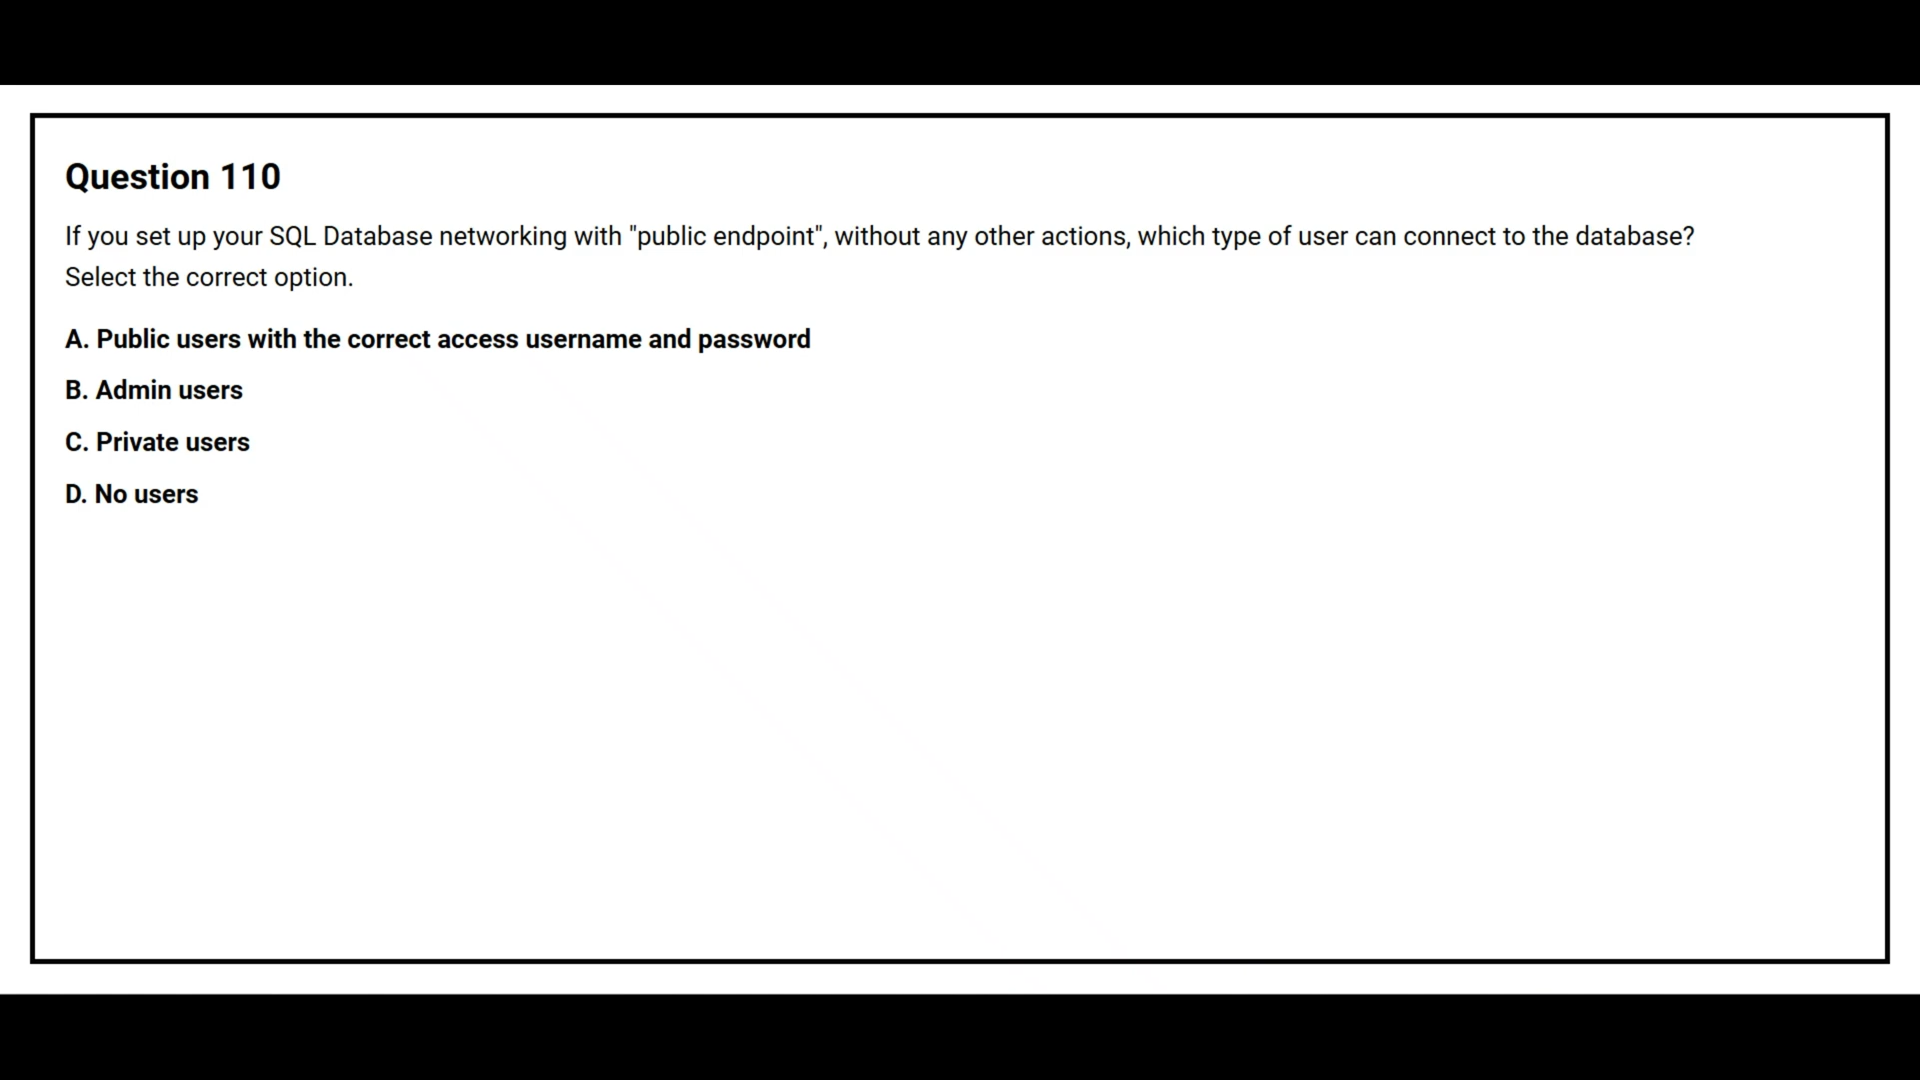 Question 110
If you set up your SQL Database networking with "public endpoint", without any other actions, which type of user can connect to the database?
Select the correct option.
A. Public users with the correct access username and password
B. Admin users
C. Private users
D. No users